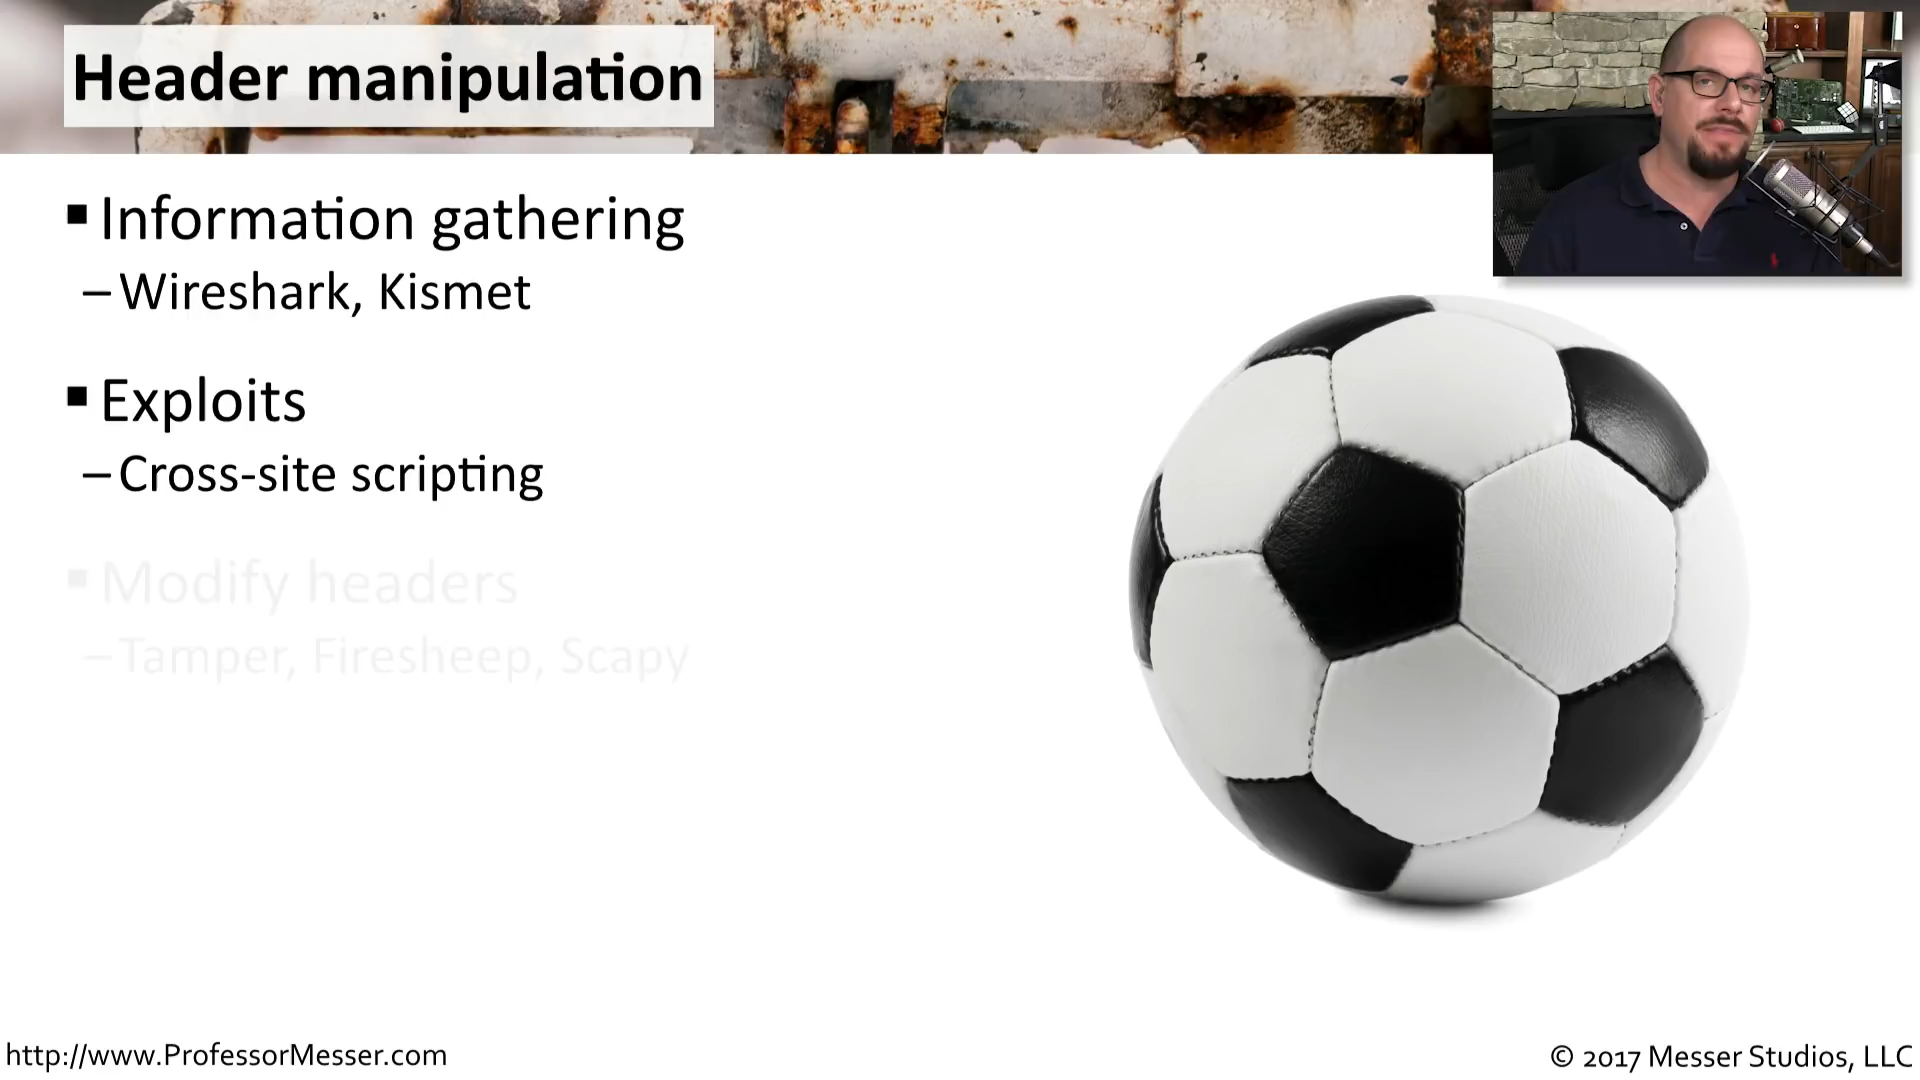 Header manipulation
▪ Information gathering
– Wireshark, Kismet
▪ Exploits
– Cross-site scripting
▪ Modify headers
– Tamper, Firesheep, Scapy
http://www.ProfessorMesser.com
© 2017 Messer Studios, LLC